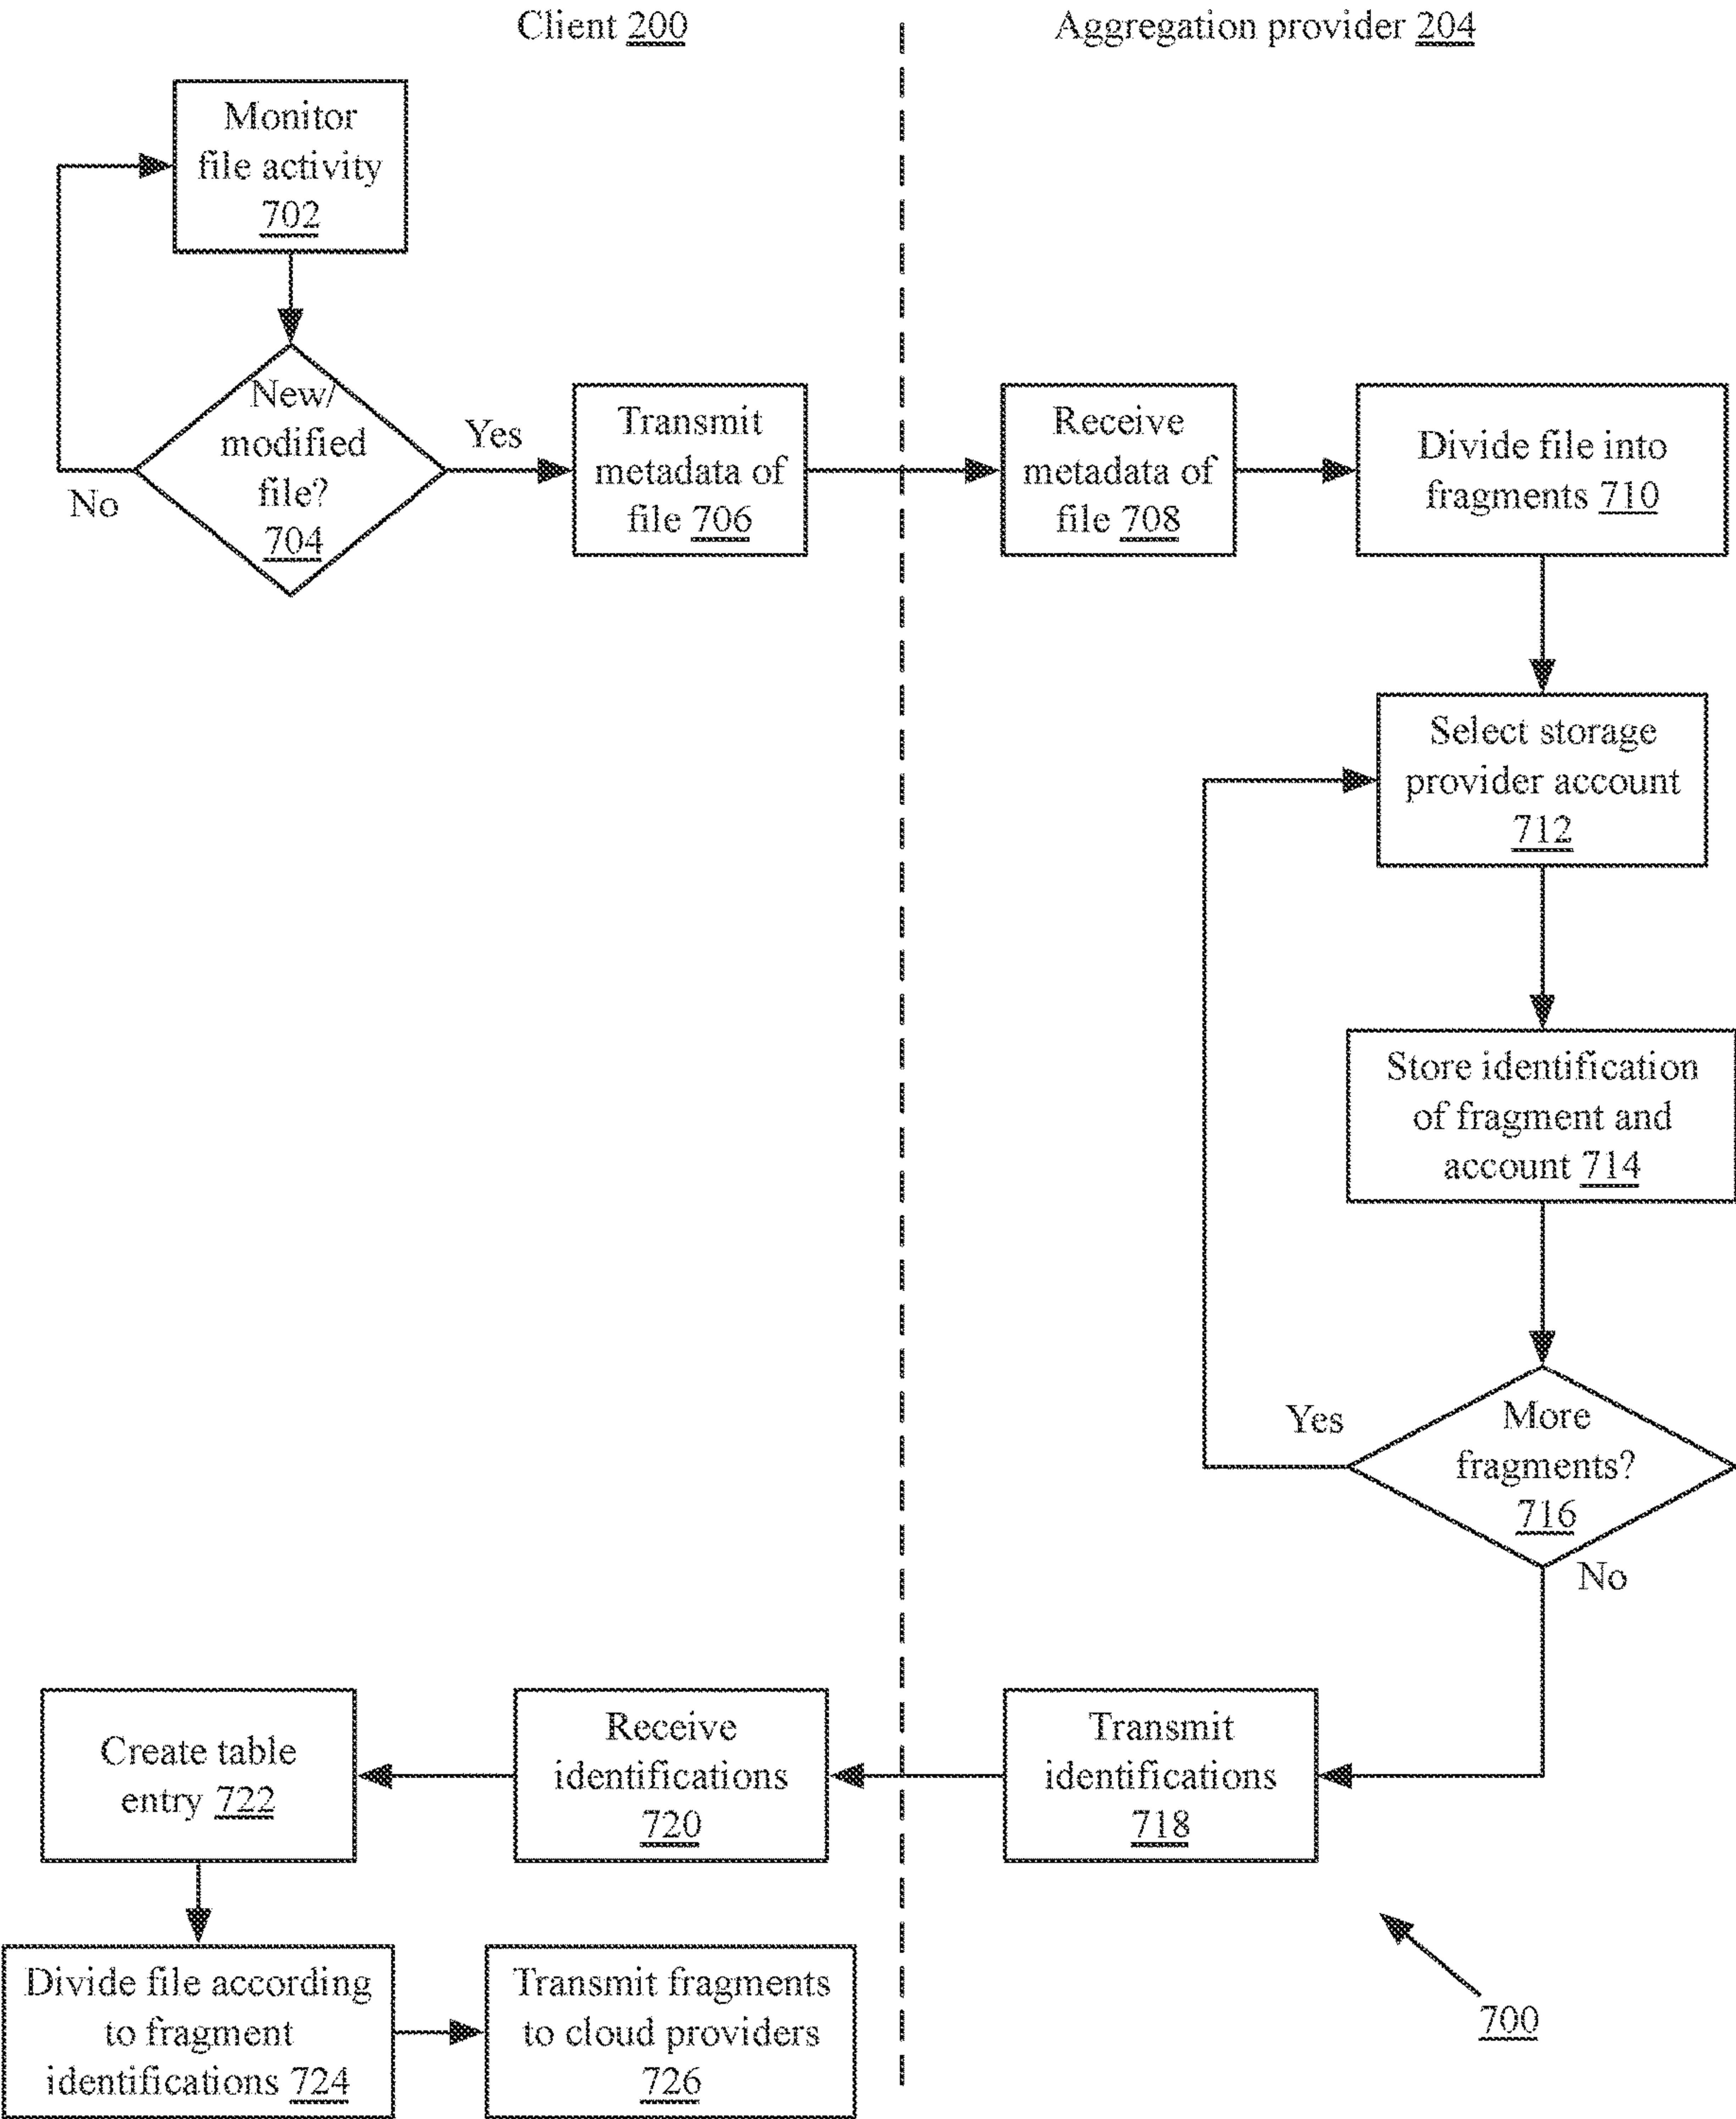 Client 200
Aggregation provider 204
Monitor
file activity
702
New/
modified
file?
704
Yes
No
Transmit
metadata of
file 706
Receive
metadata of
file 708
Divide file into
fragments 710
Select storage
provider account
712
Store identification
of fragment and
account 714
More
fragments?
716
Yes
No
Transmit
identifications
718
Receive
identifications
720
Create table
entry 722
Divide file according
to fragment
identifications 724
Transmit fragments
to cloud providers
726
700